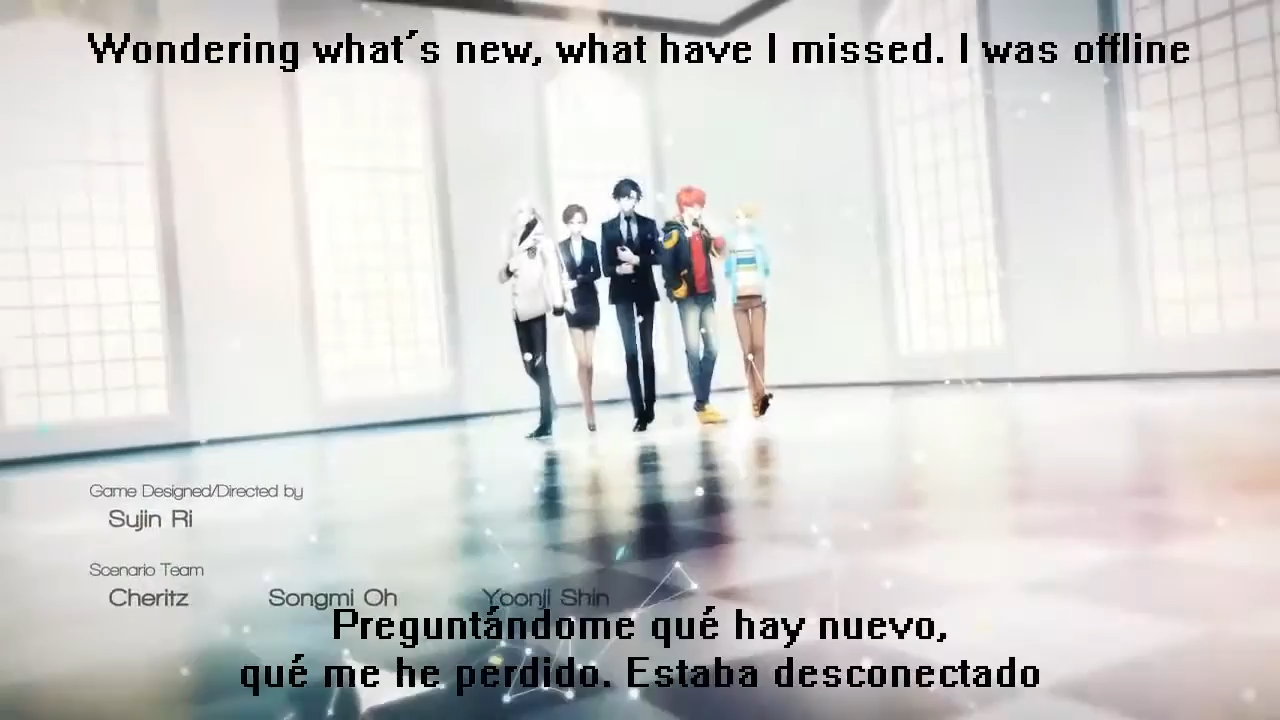 Wondering what´s new, what have I missed. I was offline
Game Designed/Directed by
Sujin Ri
Scenario Team
Cheritz Songmi Oh Yoonji Shin
Preguntándome qué hay nuevo,
qué me he perdido. Estaba desconectado